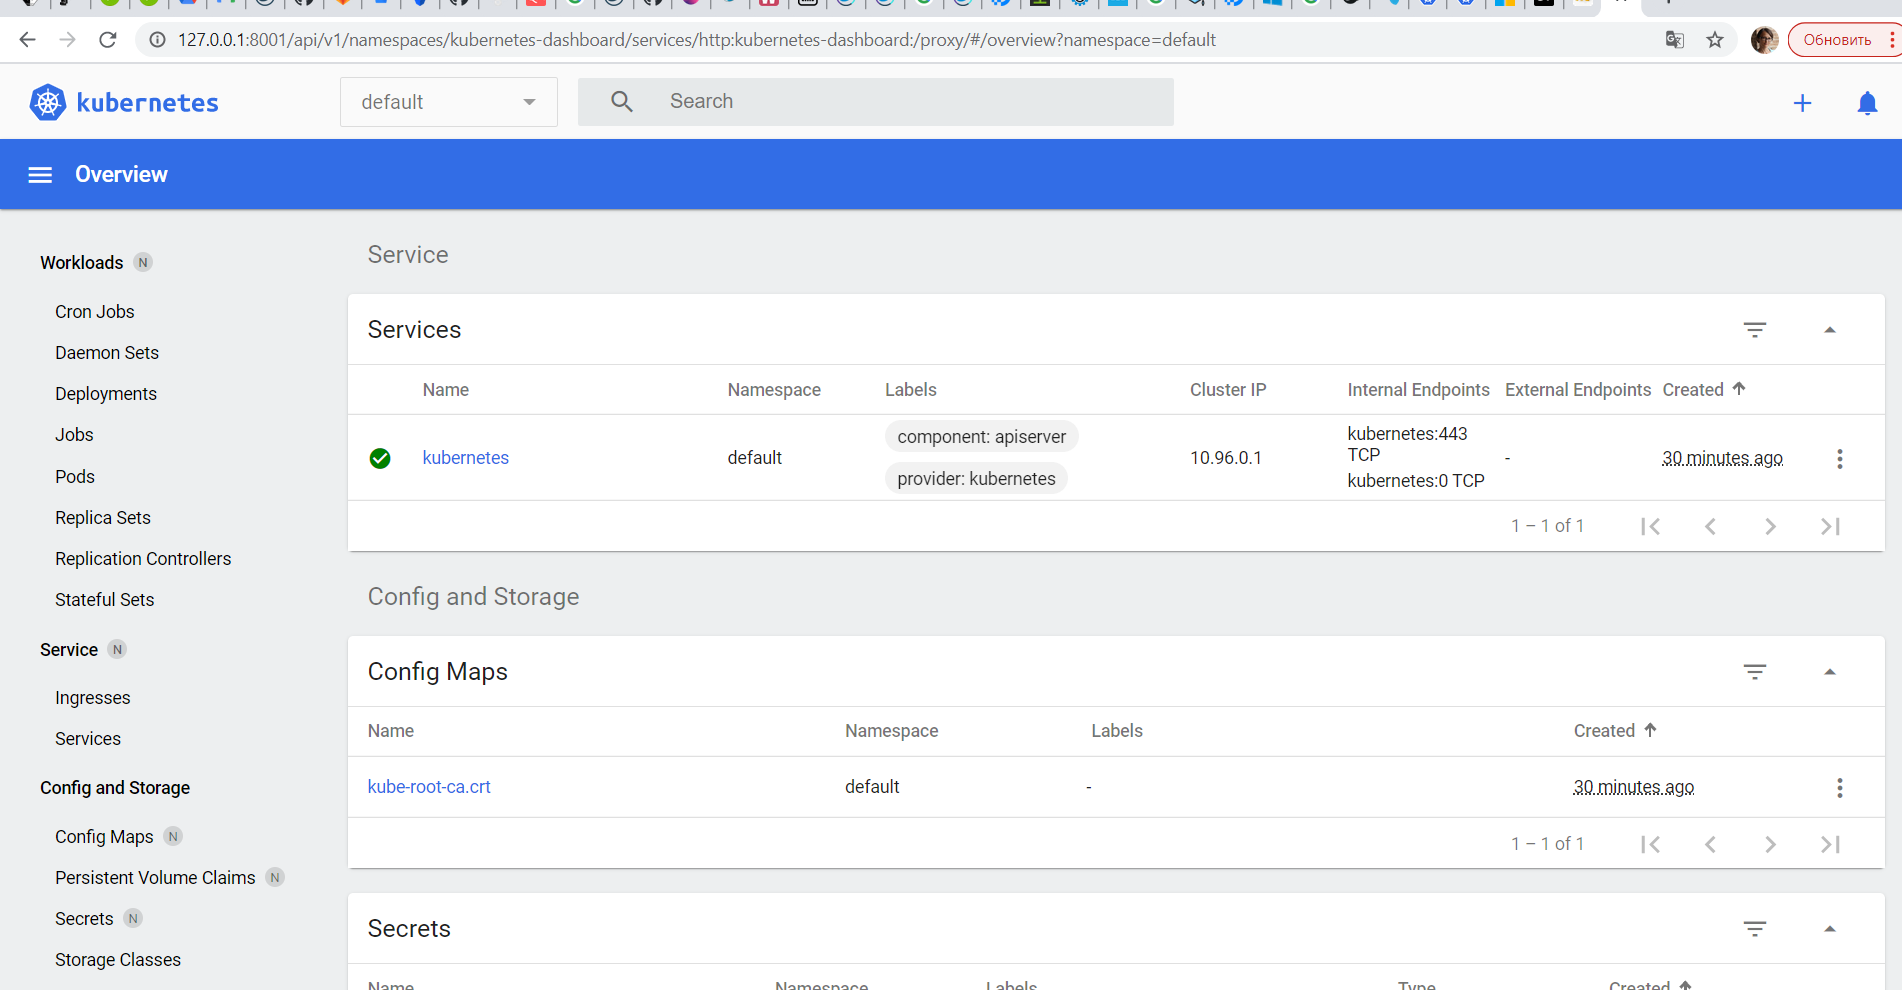 127.0.0.1:8001/api/v1/namespaces/kubernetes-dashboard/services/http:kubernetes-dashboard:/proxy/#/overview?namespace=default
Обновить
kubernetes
default
Search
Overview
Workloads N
Cron Jobs
Daemon Sets
Deployments
Jobs
Pods
Replica Sets
Replication Controllers
Stateful Sets
Service N
Ingresses
Services
Config and Storage
Config Maps N
Persistent Volume Claims N
Secrets N
Storage Classes
Service
Services
Name Namespace Labels Cluster IP Internal Endpoints External Endpoints Created
kubernetes default component: apiserver provider: kubernetes 10.96.0.1 kubernetes:443 TCP kubernetes:0 TCP - 30 minutes ago
1 – 1 of 1
Config and Storage
Config Maps
Name Namespace Labels Created
kube-root-ca.crt default - 30 minutes ago
1 – 1 of 1
Secrets
Name Namespace Labels Type Created